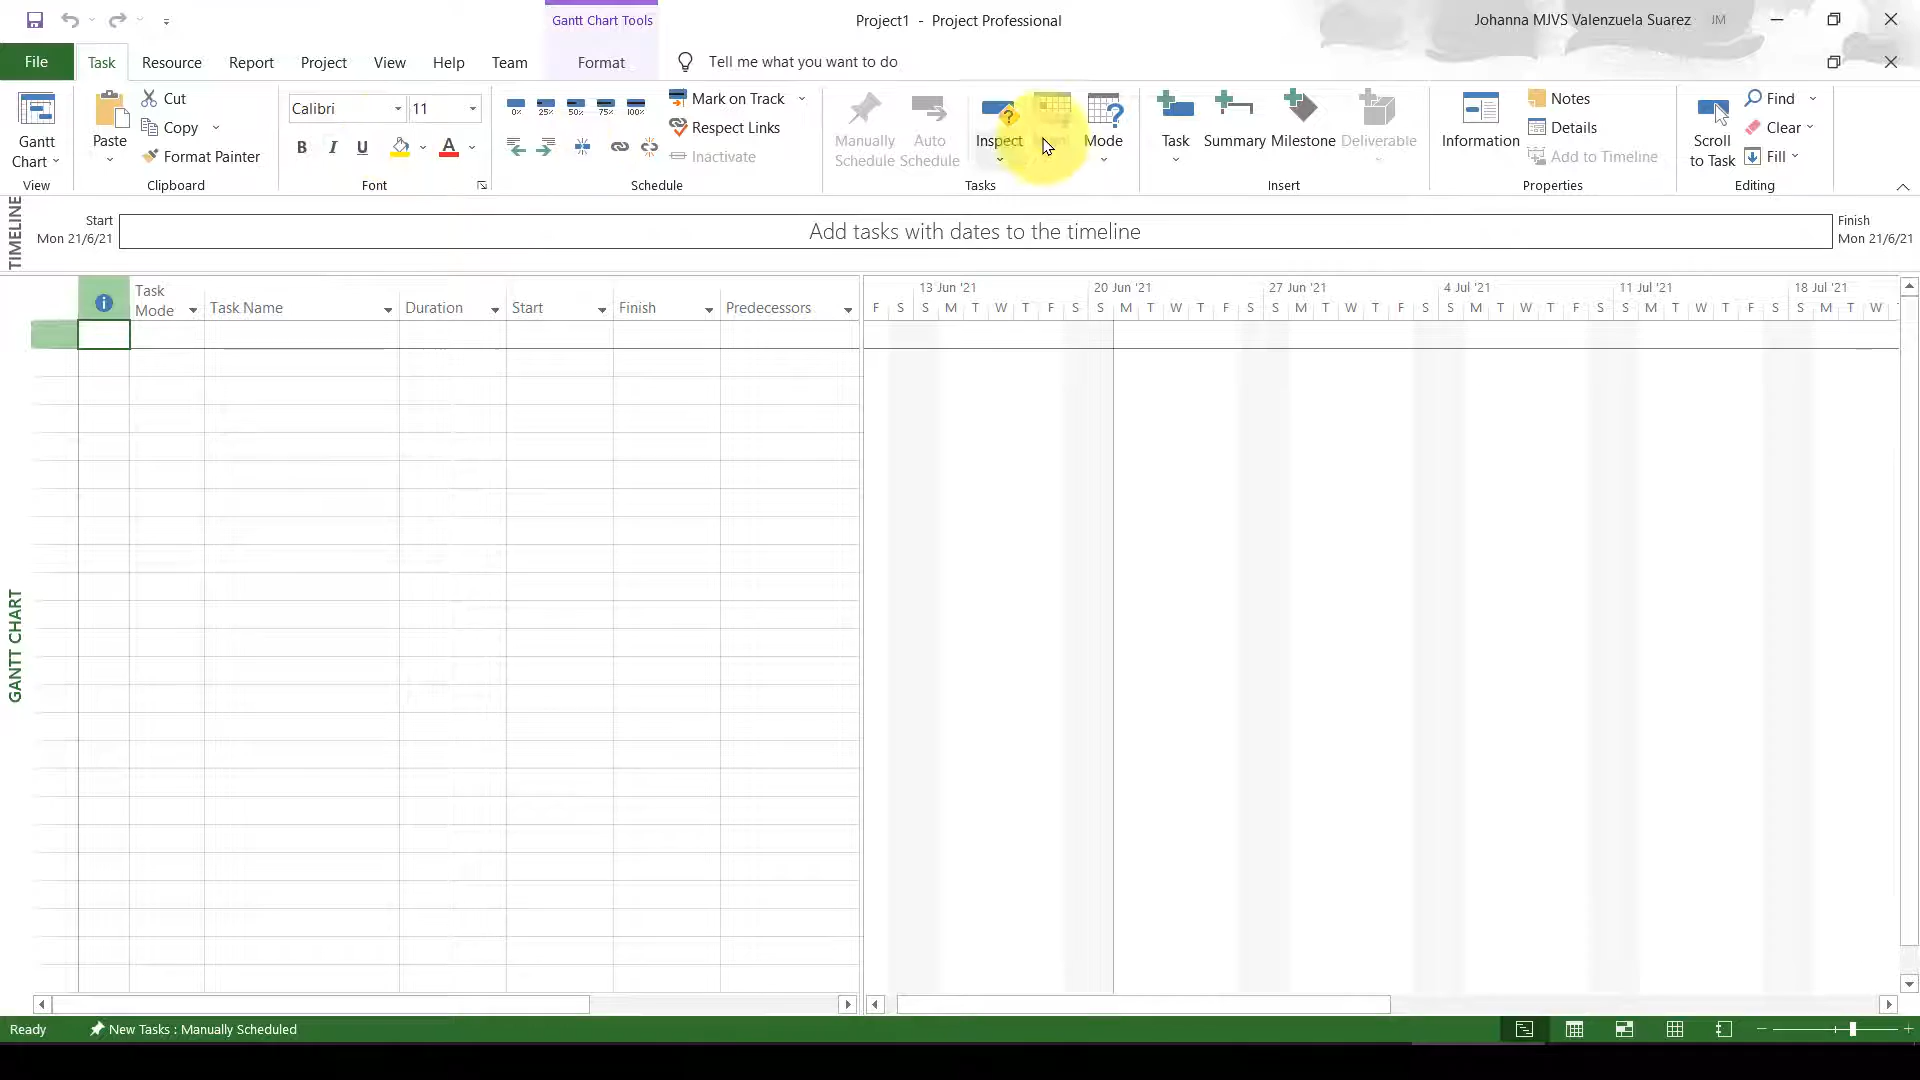 Gantt Chart Tools
Project1 - Project Professional
Johanna MJVS Valenzuela Suarez JM
File Task Resource Report Project View Help Team Format Tell me what you want to do
Gantt Chart
View
Paste
Cut
Copy
Format Painter
Clipboard
Calibri 11
B I U A
Font
0% 25% 50% 75% 100%
Mark on Track
Respect Links
Inactivate
Schedule
Manually Schedule
Auto Schedule
Inspect
Mode
Tasks
Task
Summary
Milestone
Deliverable
Insert
Information
Notes
Details
Add to Timeline
Properties
Scroll to Task
Find
Clear
Fill
Editing
TIMELINE
Start
Mon 21/6/21
Add tasks with dates to the timeline
Finish
Mon 21/6/21
Task Mode
Task Name
Duration
Start
Finish
Predecessors
13 Jun '21 20 Jun '21 27 Jun '21 4 Jul '21 11 Jul '21 18 Jul '21
F S S M T W T F S S M T W T F S S M T W T F S S M T W T F S S M T W T F S S M T W
GANTT CHART
Ready New Tasks : Manually Scheduled